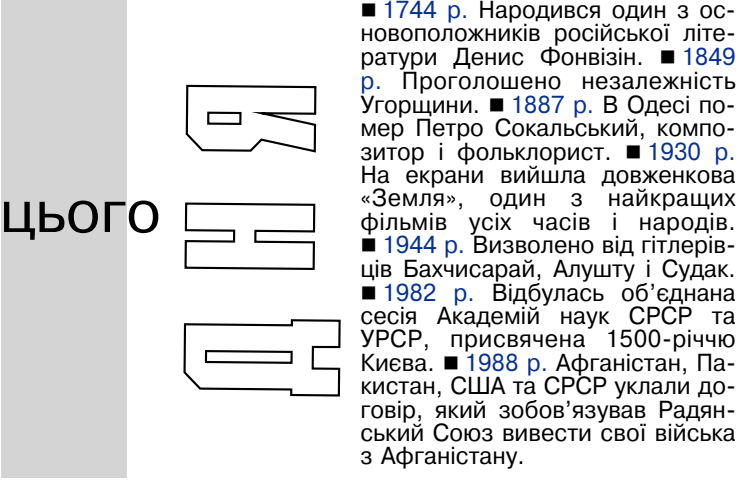 ЦЬОГО
ДНЯ
■ 1744 р. Народився один з ос-
новоположників російської літе-
ратури Денис Фонвізін. ■ 1849
р. Проголошено незалежність
Угорщини. ■ 1887 р. В Одесі по-
мер Петро Сокальський, компо-
зитор і фольклорист. ■ 1930 р.
На екрани вийшла довженкова
«Земля», один з найкращих
фільмів усіх часів і народів.
■ 1944 р. Визволено від гітлерів-
ців Бахчисарай, Алушту і Судак.
■ 1982 р. Відбулась об’єднана
сесія Академій наук СРСР та
УРСР, присвячена 1500-річчю
Києва. ■ 1988 р. Афганістан, Па-
кистан, США та СРСР уклали до-
говір, який зобов’язував Радян-
ський Союз вивести свої війська
з Афганістану.